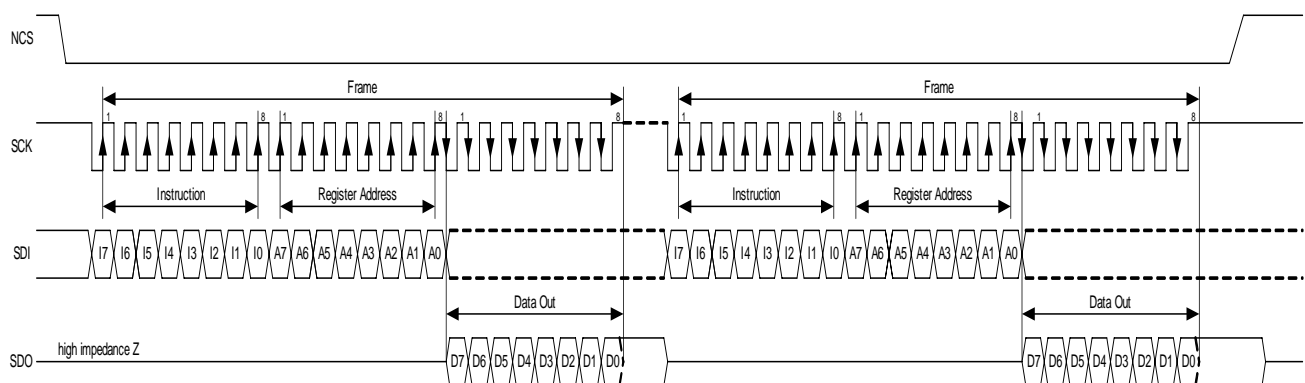 NCS
Frame Frame
1 8 1 8 1 8 1 8 1 8 1 8
SCK
Instruction Register Address Instruction Register Address
SDI I7 I6 I5 I4 I3 I2 I1 I0 A7 A6 A5 A4 A3 A2 A1 A0 I7 I6 I5 I4 I3 I2 I1 I0 A7 A6 A5 A4 A3 A2 A1 A0
Data Out Data Out
high impedance Z
SDO D7 D6 D5 D4 D3 D2 D1 D0 D7 D6 D5 D4 D3 D2 D1 D0